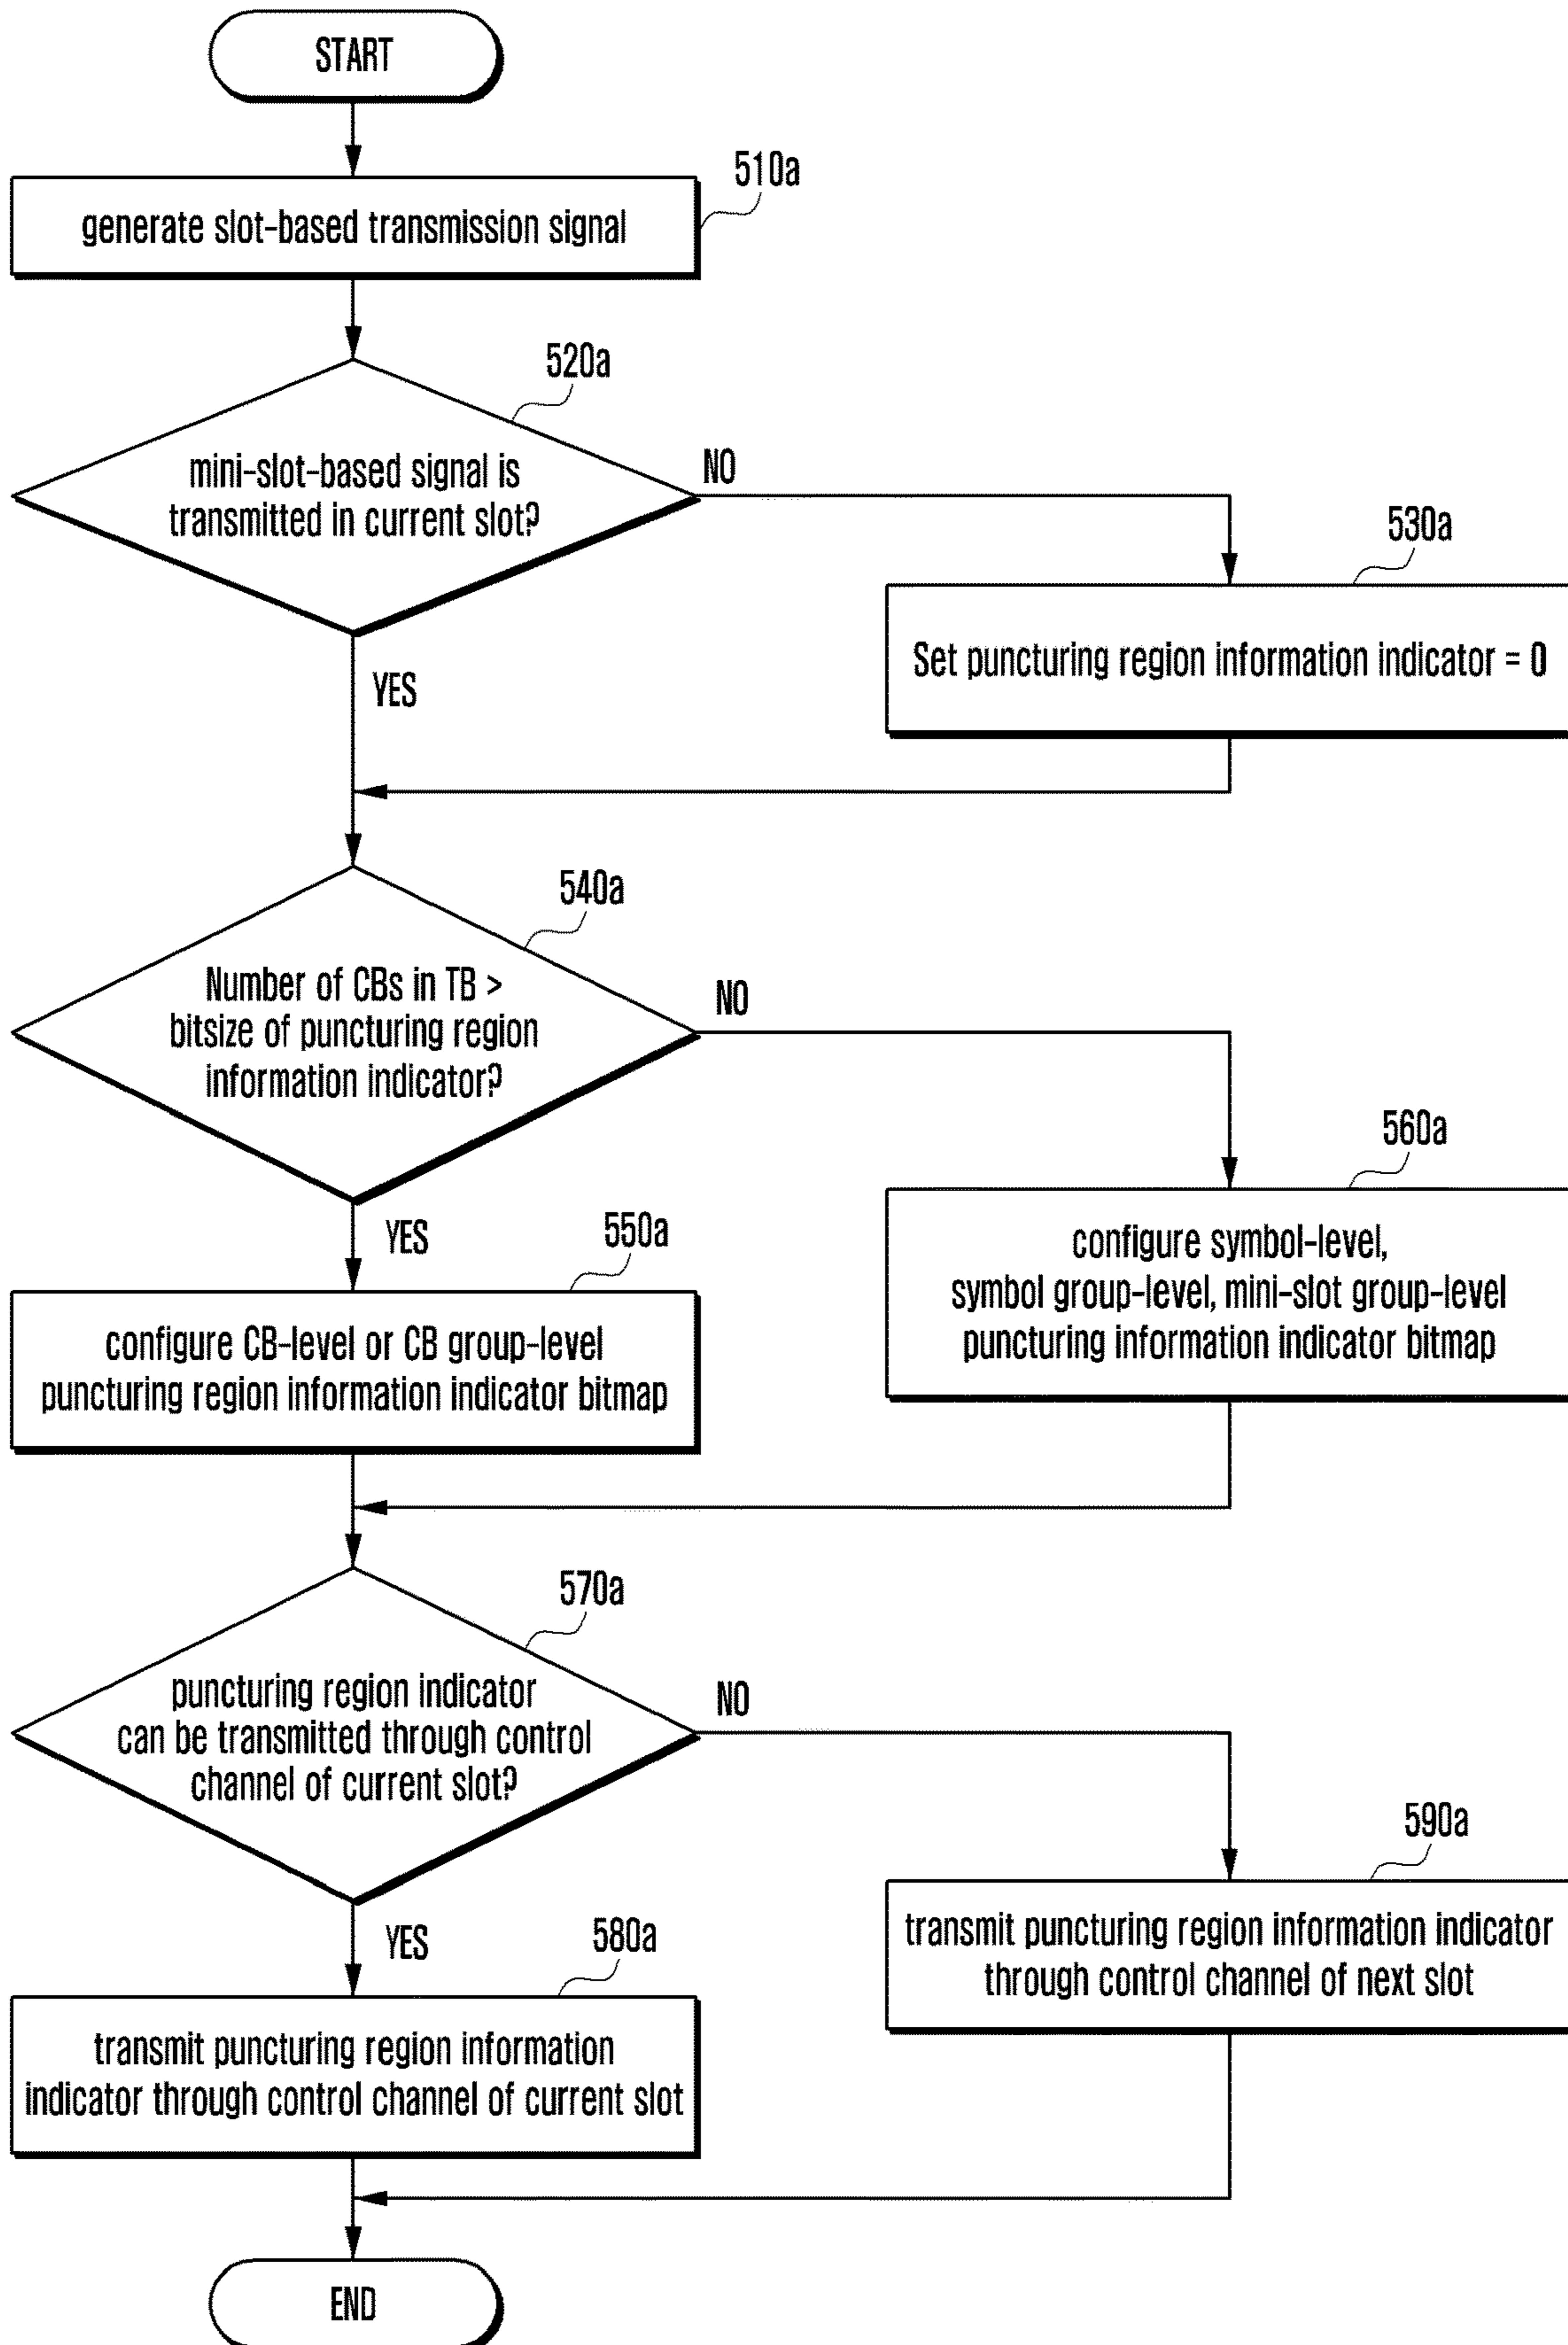 START
510a
generate slot-based transmission signal
520a
mini-slot-based signal is
transmitted in current slot?
NO
530a
Set puncturing region information indicator = 0
YES
540a
Number of CBs in TB >
bitsize of puncturing region
information indicator?
NO
560a
configure symbol-level,
symbol group-level, mini-slot group-level
puncturing information indicator bitmap
YES
550a
configure CB-level or CB group-level
puncturing region information indicator bitmap
570a
puncturing region indicator
can be transmitted through control
channel of current slot?
NO
590a
transmit puncturing region information indicator
through control channel of next slot
YES
580a
transmit puncturing region information
indicator through control channel of current slot
END